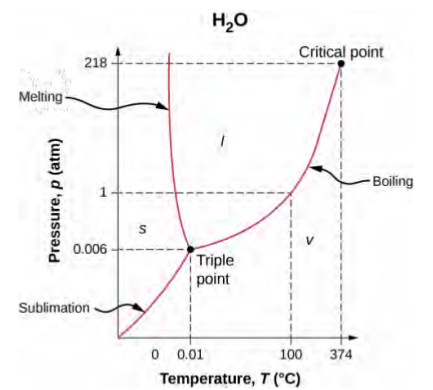 H₂O
Critical point
218
Melting
l
Boiling
1
Pressure, p (atm)
s
v
0.006
Triple
point
Sublimation
0 0.01 100 374
Temperature, T (°C)